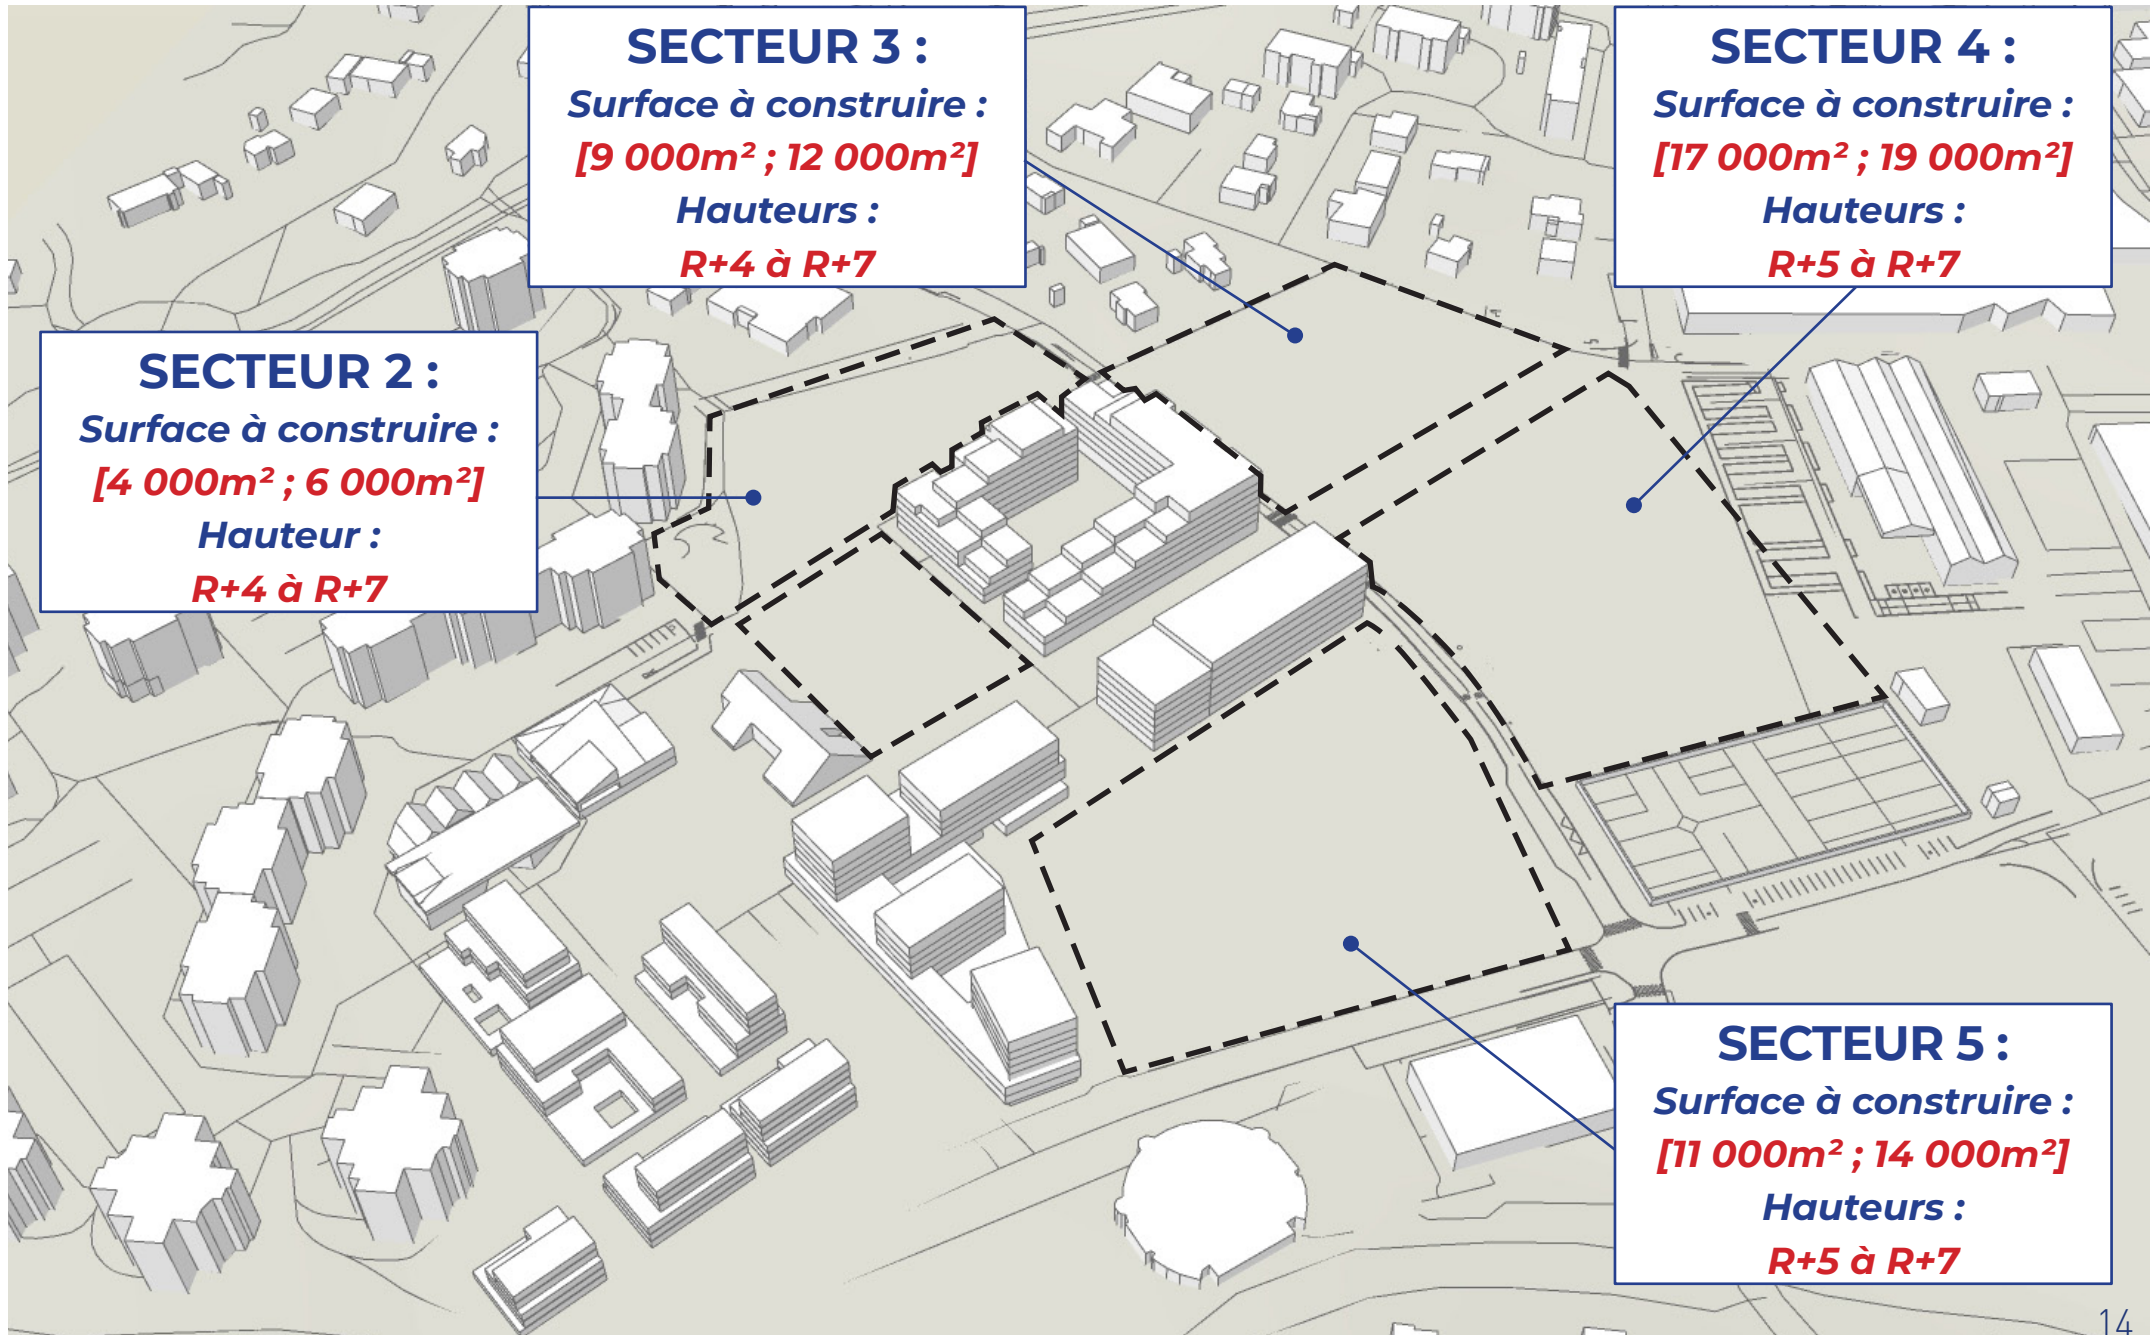 SECTEUR 3 :
Surface à construire :
[9 000m² ; 12 000m²]
Hauteurs :
R+4 à R+7
SECTEUR 4 :
Surface à construire :
[17 000m² ; 19 000m²]
Hauteurs :
R+5 à R+7
SECTEUR 2 :
Surface à construire :
[4 000m² ; 6 000m²]
Hauteur :
R+4 à R+7
SECTEUR 5 :
Surface à construire :
[11 000m² ; 14 000m²]
Hauteurs :
R+5 à R+7
14